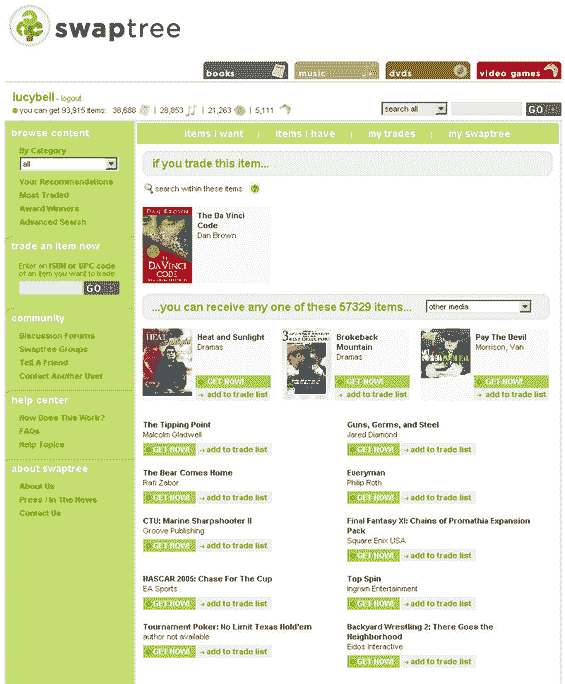 swaptree
books
music
dvds
video games
lucybell - logout
you can get 93,915 items: 38,688 | 28,853 | 21,263 | 5,111
search all
GO
browse content
By Category
all
Your Recommendations
Most Traded
Award Winners
Advanced Search
trade an item now
Enter an ISBN or UPC code
of an item you want to trade
GO
community
Discussion Forums
Swaptree Groups
Tell A Friend
Contact Another User
help center
How Does This Work?
FAQs
Help Topics
about swaptree
About Us
Press / In The News
Contact Us
items i want | items i have | my trades | my swaptree
if you trade this item...
search within these items
DAN BROWN
THE
DA VINCI
CODE
The Da Vinci
Code
Dan Brown
...you can receive any one of these 57329 items...
other media
HEAT
Heat and Sunlight
Dramas
GET NOW!
add to trade list
Brokeback
Mountain
Dramas
GET NOW!
add to trade list
Pay The Devil
Morrison, Van
GET NOW!
add to trade list
The Tipping Point
Malcolm Gladwell
GET NOW! add to trade list
Guns, Germs, and Steel
Jared Diamond
GET NOW! add to trade list
The Bear Comes Home
Rafi Zabor
GET NOW! add to trade list
Everyman
Philip Roth
GET NOW! add to trade list
CTU: Marine Sharpshooter II
Groove Publishing
GET NOW! add to trade list
Final Fantasy XI: Chains of Promathia Expansion
Pack
Square Enix USA
GET NOW! add to trade list
NASCAR 2005: Chase For The Cup
EA Sports
GET NOW! add to trade list
Top Spin
Ingram Entertainment
GET NOW! add to trade list
Tournament Poker: No Limit Texas Hold'em
author not available
GET NOW! add to trade list
Backyard Wrestling 2: There Goes the
Neighborhood
Eidos Interactive
GET NOW! add to trade list